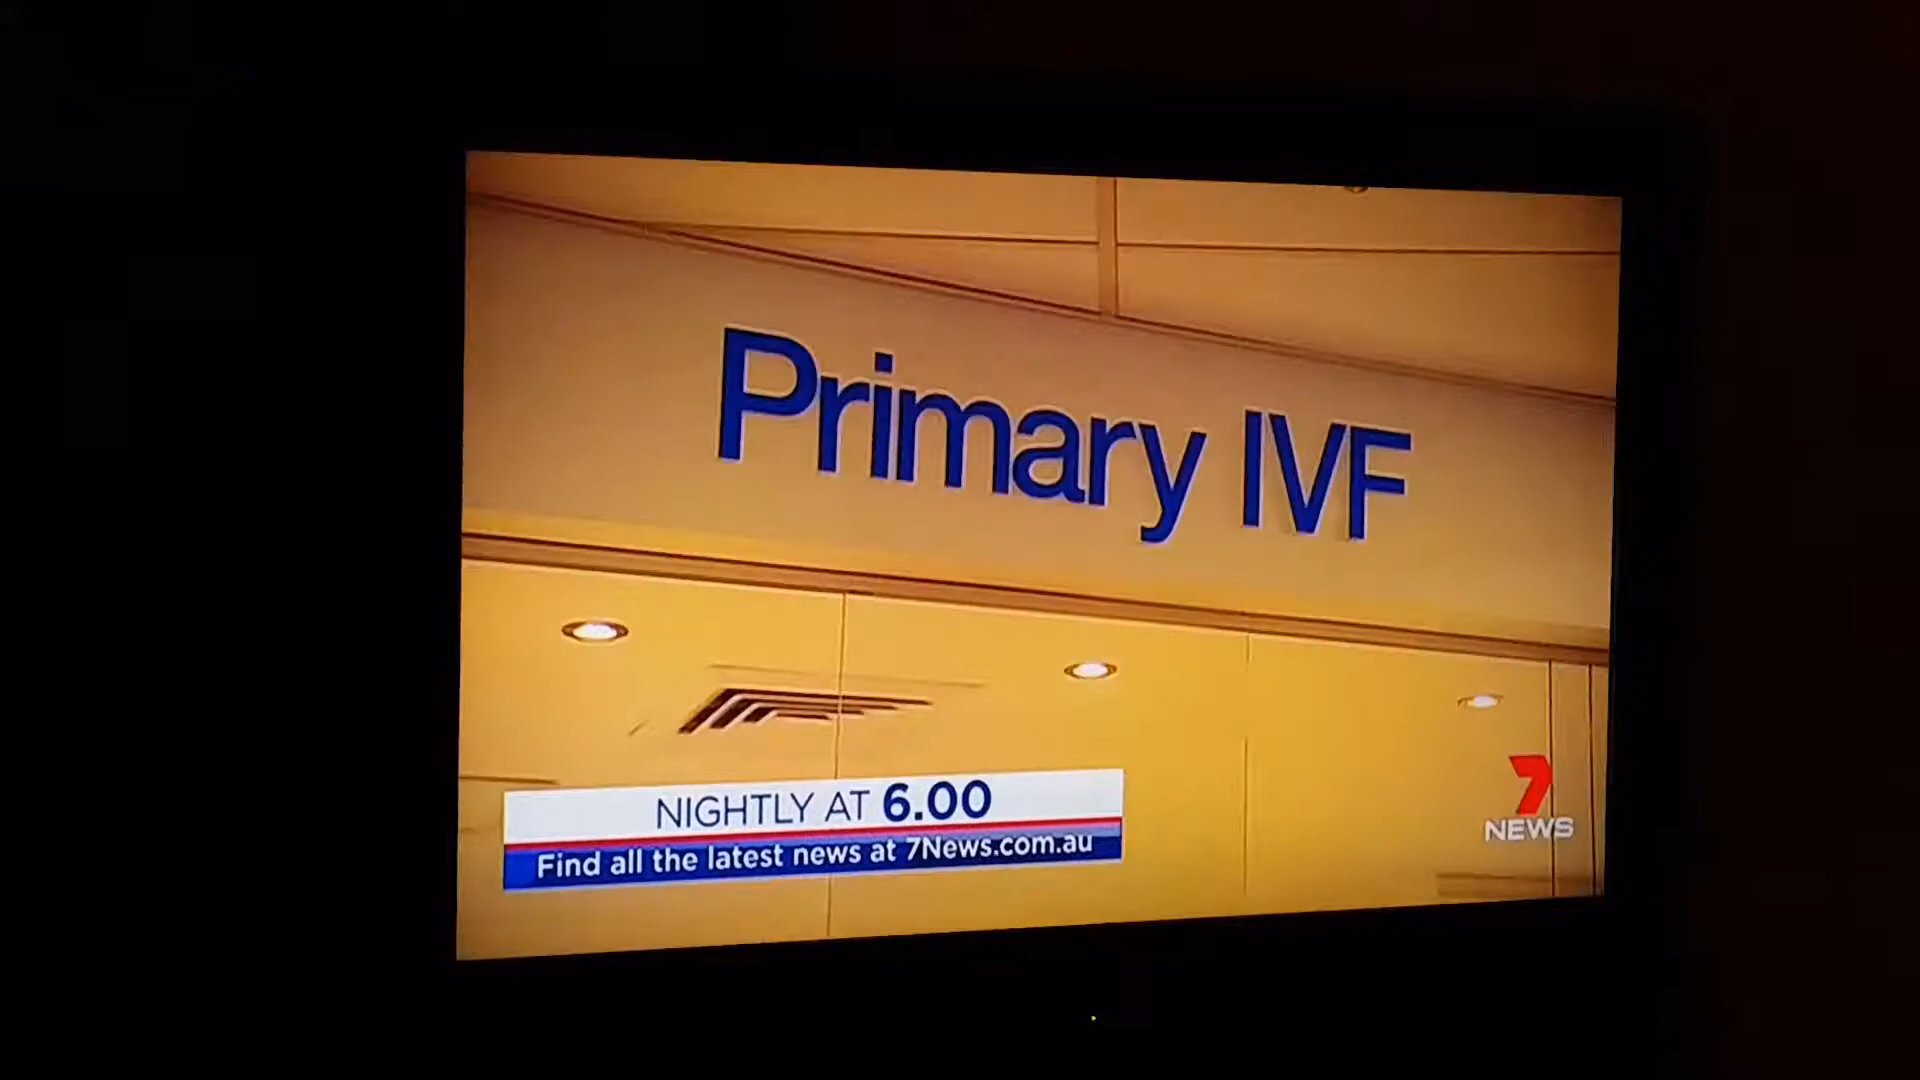 Primary IVF
NIGHTLY AT 6.00
Find all the latest news at 7News.com.au
7
NEWS